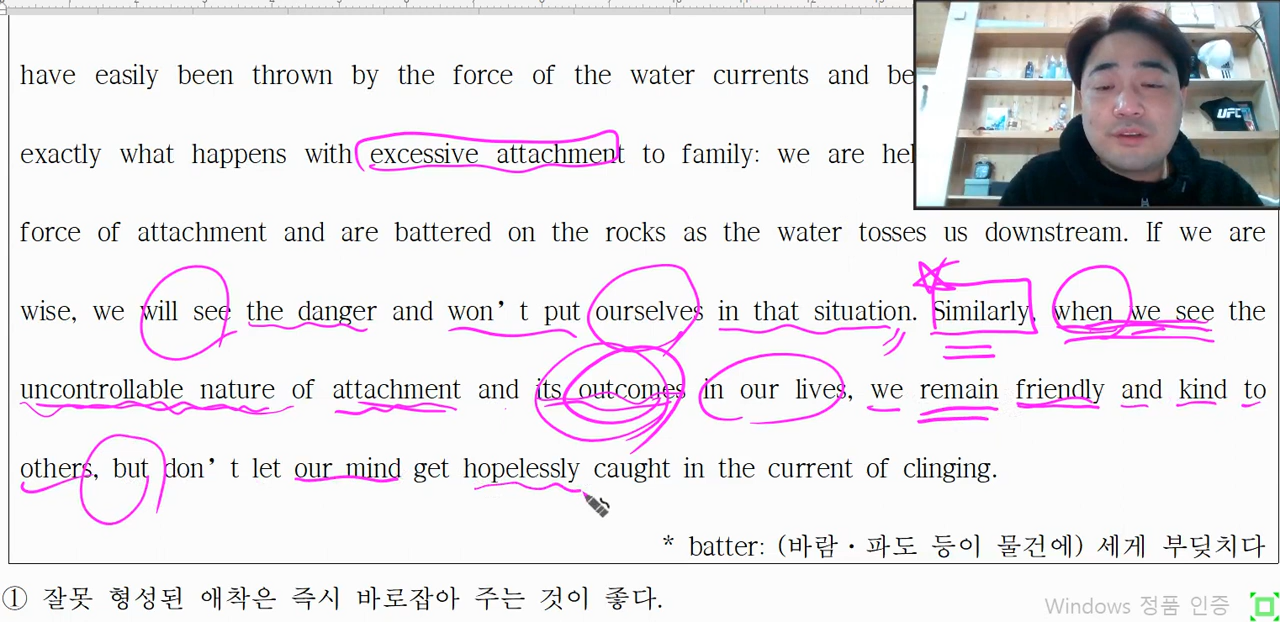 have easily been thrown by the force of the water currents and be
exactly what happens with excessive attachment to family: we are hel
UFC
force of attachment and are battered on the rocks as the water tosses us downstream. If we are
wise, we will see the danger and won't put ourselves in that situation. Similarly, when we see the
uncontrollable nature of attachment and its outcomes in our lives, we remain friendly and kind to
others, but don't let our mind get hopelessly caught in the current of clinging.
* batter: (바람·파도 등이 물건에) 세게 부딪치다
① 잘못 형성된 애착은 즉시 바로잡아 주는 것이 좋다.
Windows 정품 인증